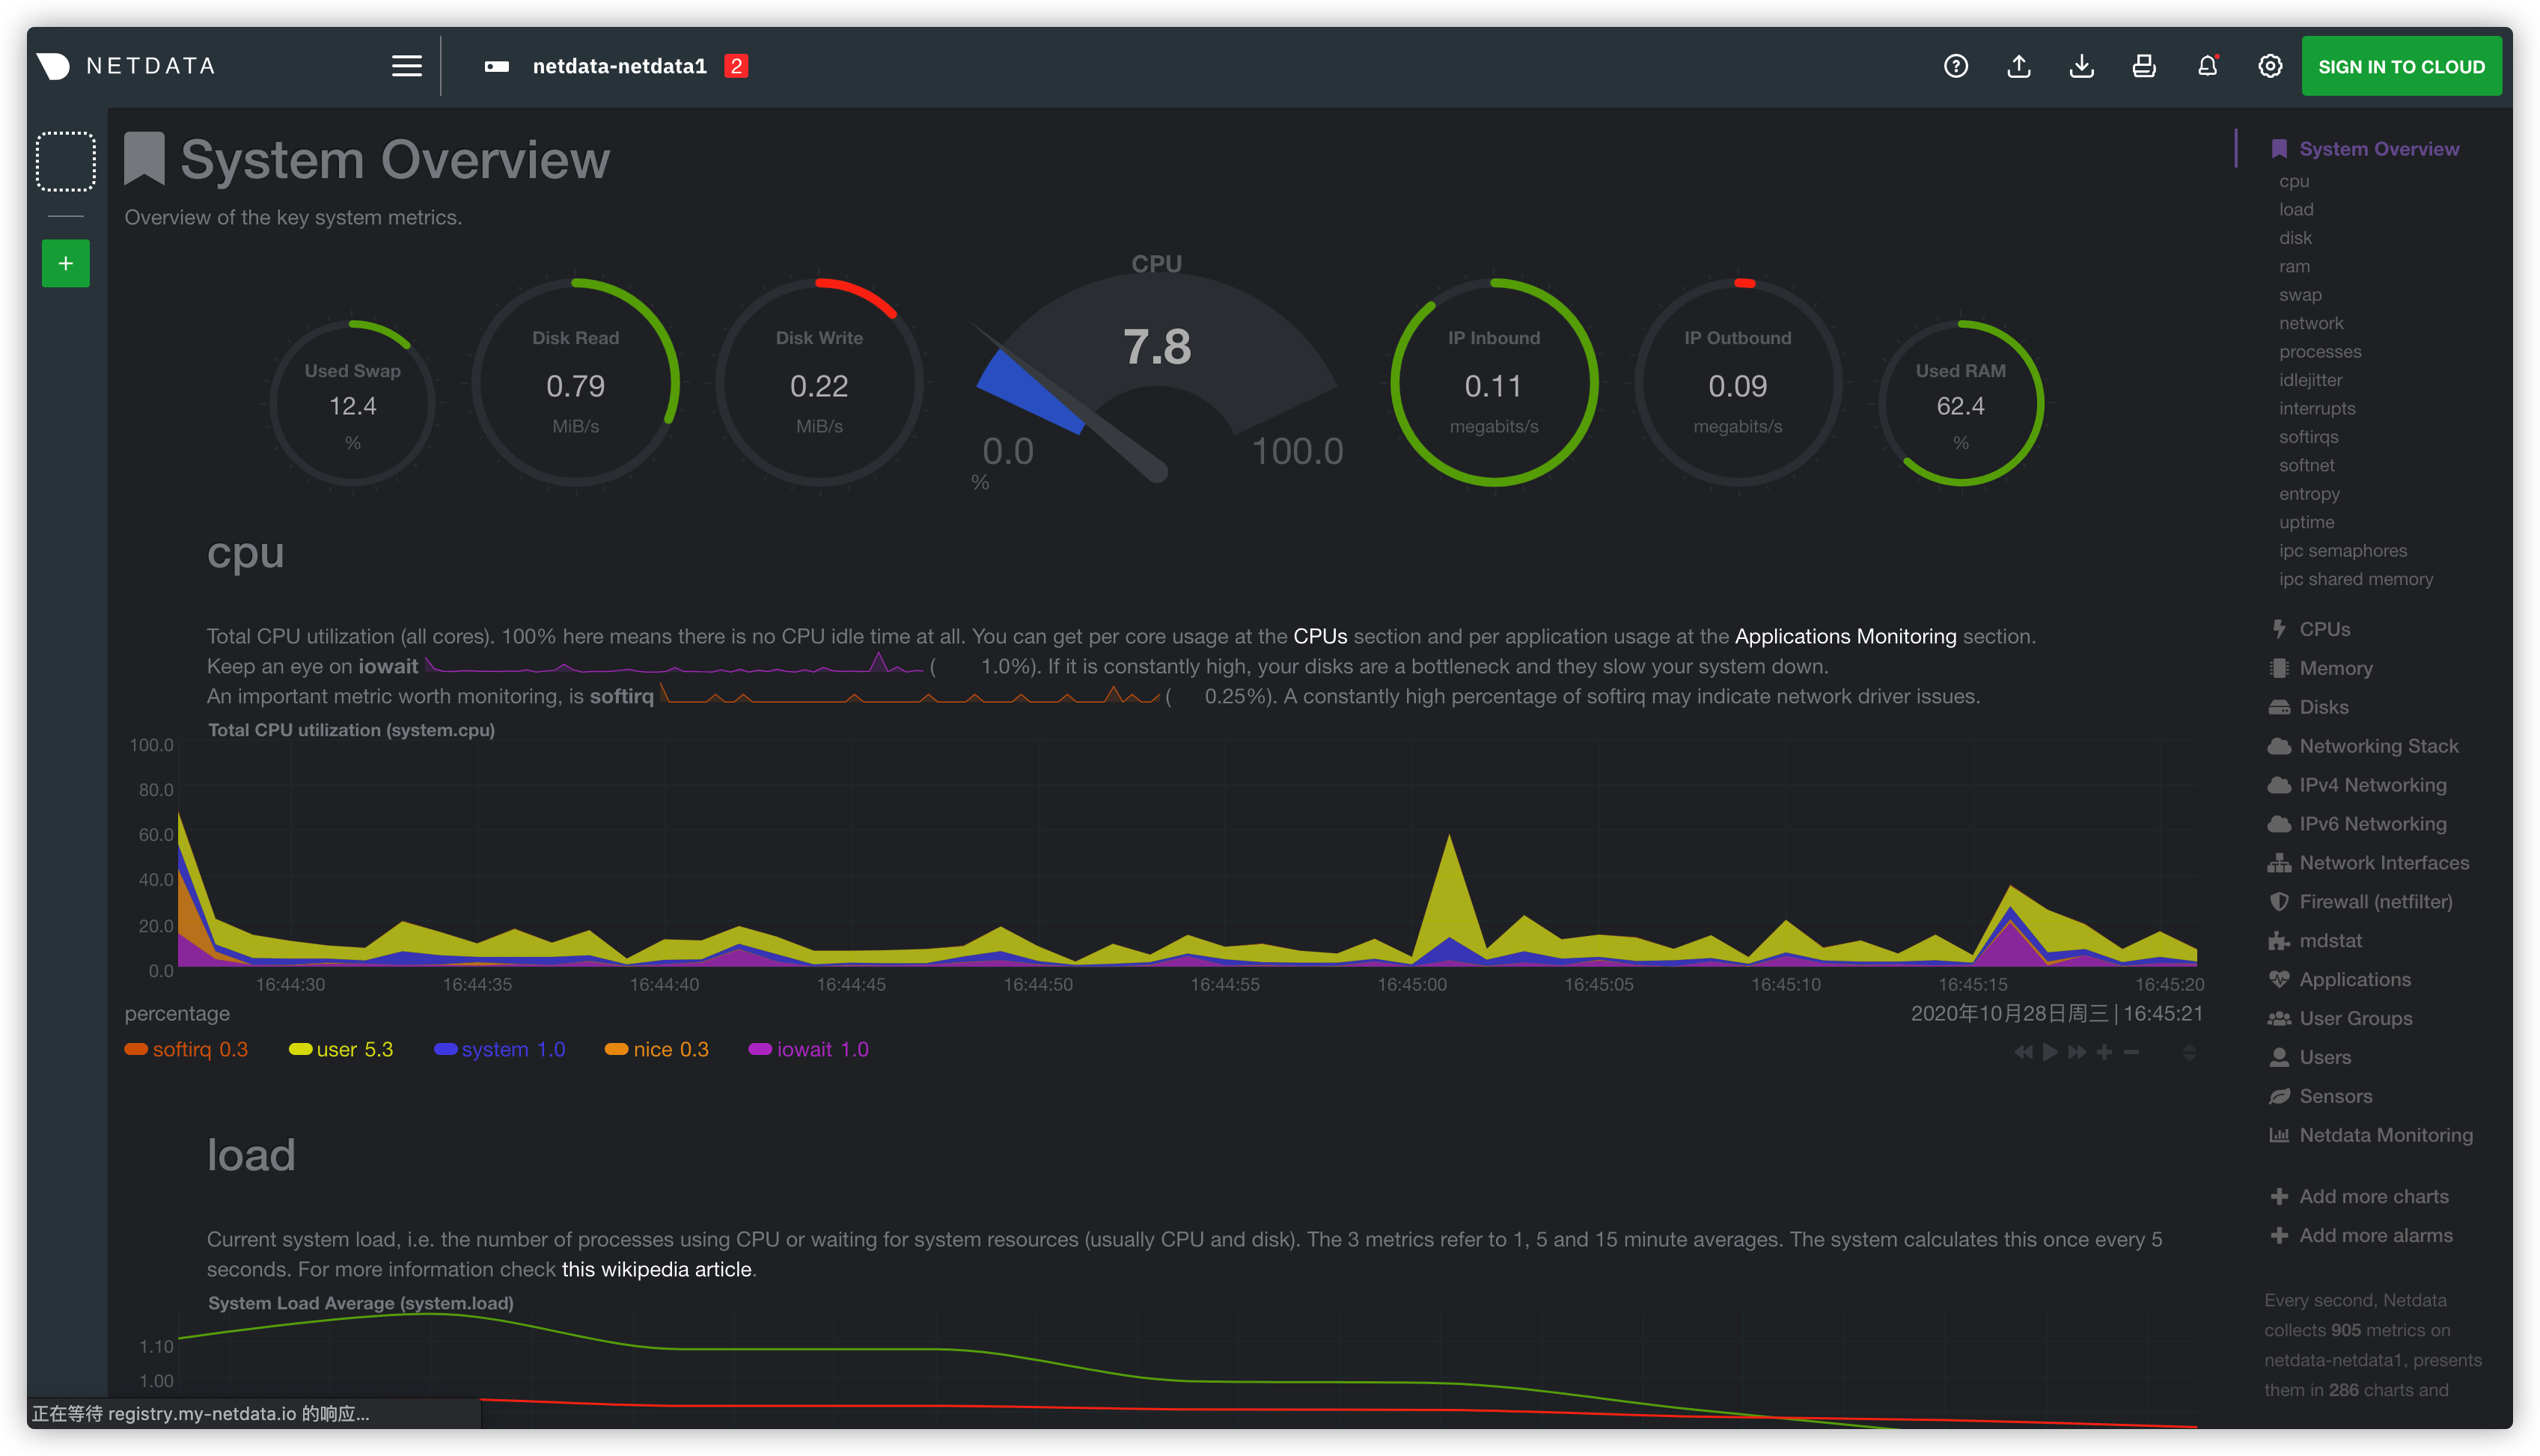 NETDATA
netdata-netdata1 2
SIGN IN TO CLOUD
+
System Overview
Overview of the key system metrics.
Used Swap
12.4
%
Disk Read
0.79
MiB/s
Disk Write
0.22
MiB/s
CPU
7.8
0.0
100.0
%
IP Inbound
0.11
megabits/s
IP Outbound
0.09
megabits/s
Used RAM
62.4
%
cpu
Total CPU utilization (all cores). 100% here means there is no CPU idle time at all. You can get per core usage at the CPUs section and per application usage at the Applications Monitoring section.
Keep an eye on iowait ( 1.0%). If it is constantly high, your disks are a bottleneck and they slow your system down.
An important metric worth monitoring, is softirq ( 0.25%). A constantly high percentage of softirq may indicate network driver issues.
Total CPU utilization (system.cpu)
100.0
80.0
60.0
40.0
20.0
0.0
16:44:30 16:44:35 16:44:40 16:44:45 16:44:50 16:44:55 16:45:00 16:45:05 16:45:10 16:45:15 16:45:20
percentage
2020年10月28日周三 | 16:45:21
softirq 0.3 user 5.3 system 1.0 nice 0.3 iowait 1.0
load
Current system load, i.e. the number of processes using CPU or waiting for system resources (usually CPU and disk). The 3 metrics refer to 1, 5 and 15 minute averages. The system calculates this once every 5
seconds. For more information check this wikipedia article.
System Load Average (system.load)
1.10
1.00
正在等待 registry.my-netdata.io 的响应...
System Overview
cpu
load
disk
ram
swap
network
processes
idlejitter
interrupts
softirqs
softnet
entropy
uptime
ipc semaphores
ipc shared memory
CPUs
Memory
Disks
Networking Stack
IPv4 Networking
IPv6 Networking
Network Interfaces
Firewall (netfilter)
mdstat
Applications
User Groups
Users
Sensors
Netdata Monitoring
Add more charts
Add more alarms
Every second, Netdata
collects 905 metrics on
netdata-netdata1, presents
them in 286 charts and